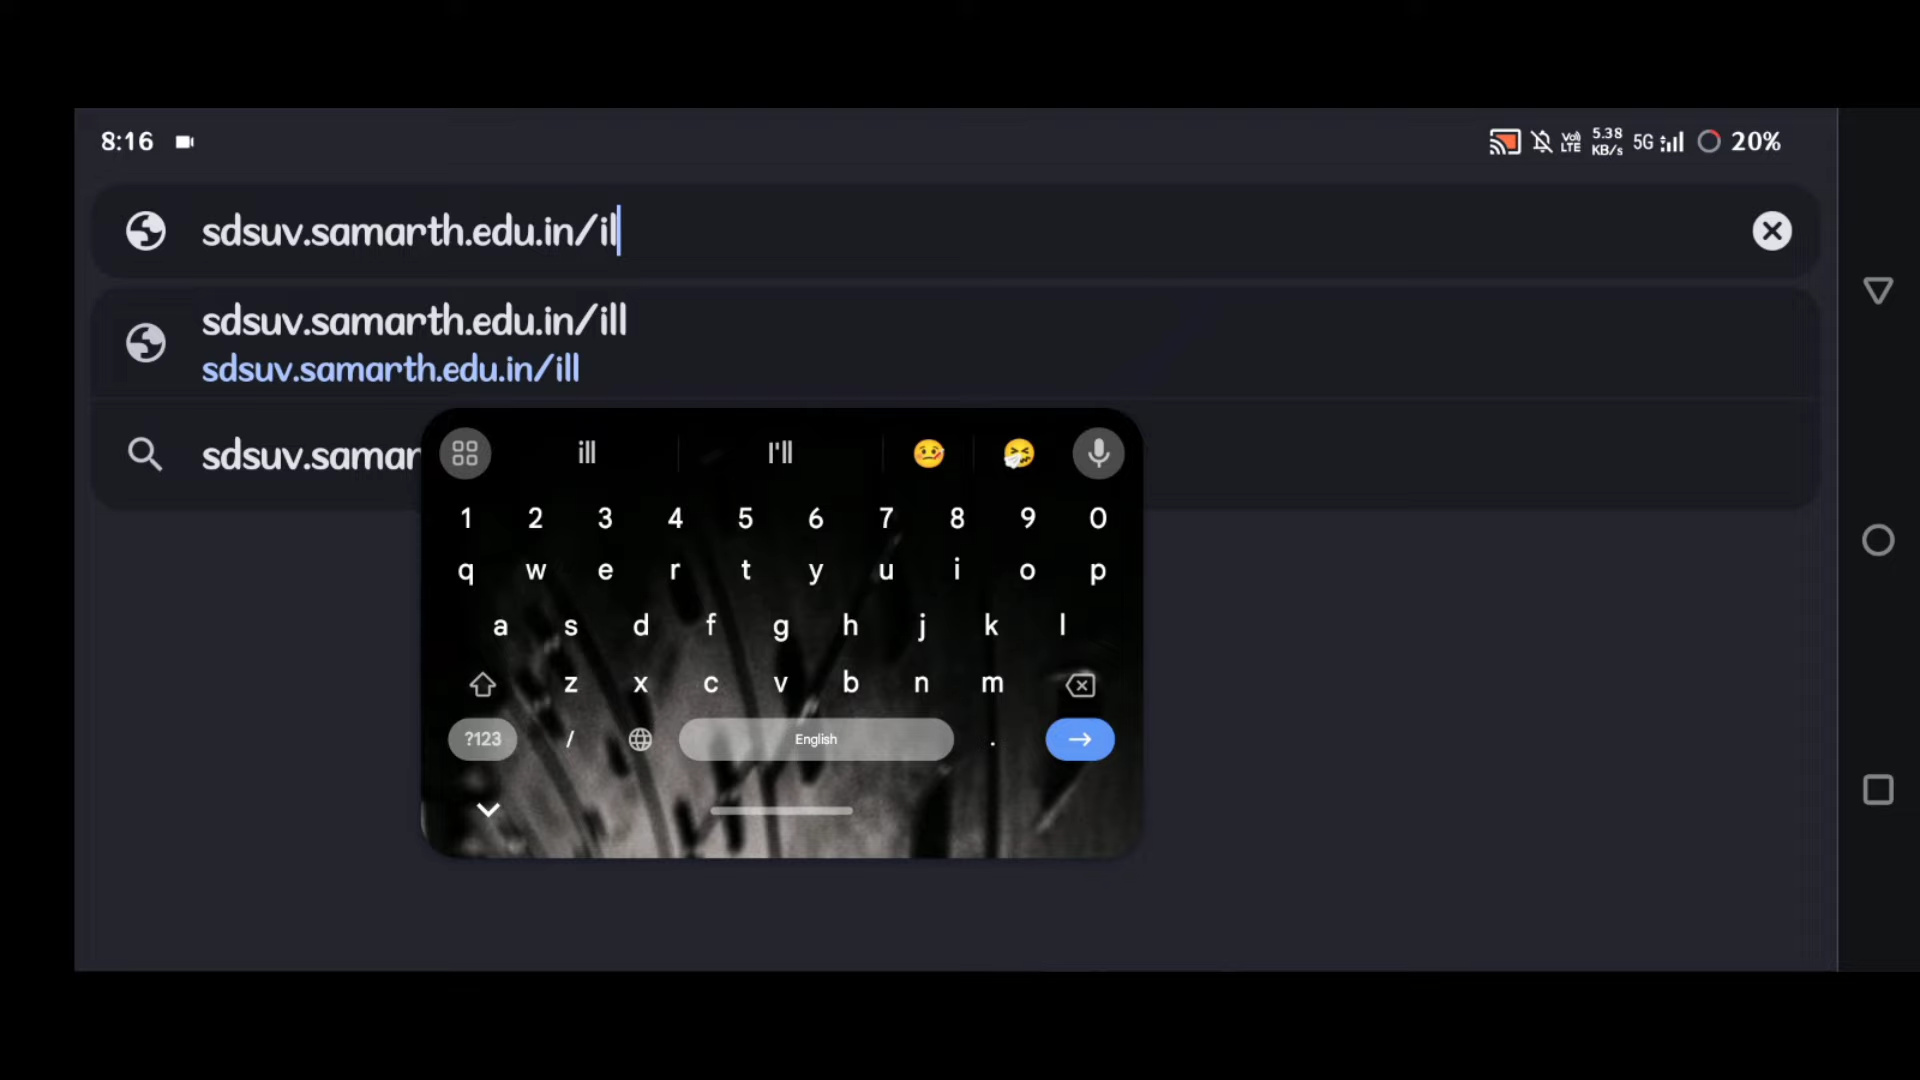 8:16 VoD LTE 5.38 KB/s 5G 20%
sdsuv.samarth.edu.in/il
sdsuv.samarth.edu.in/ill
sdsuv.samarth.edu.in/ill
sdsuv.samar
ill I'll
1 2 3 4 5 6 7 8 9 0
q w e r t y u i o p
a s d f g h j k l
z x c v b n m
?123 / English .